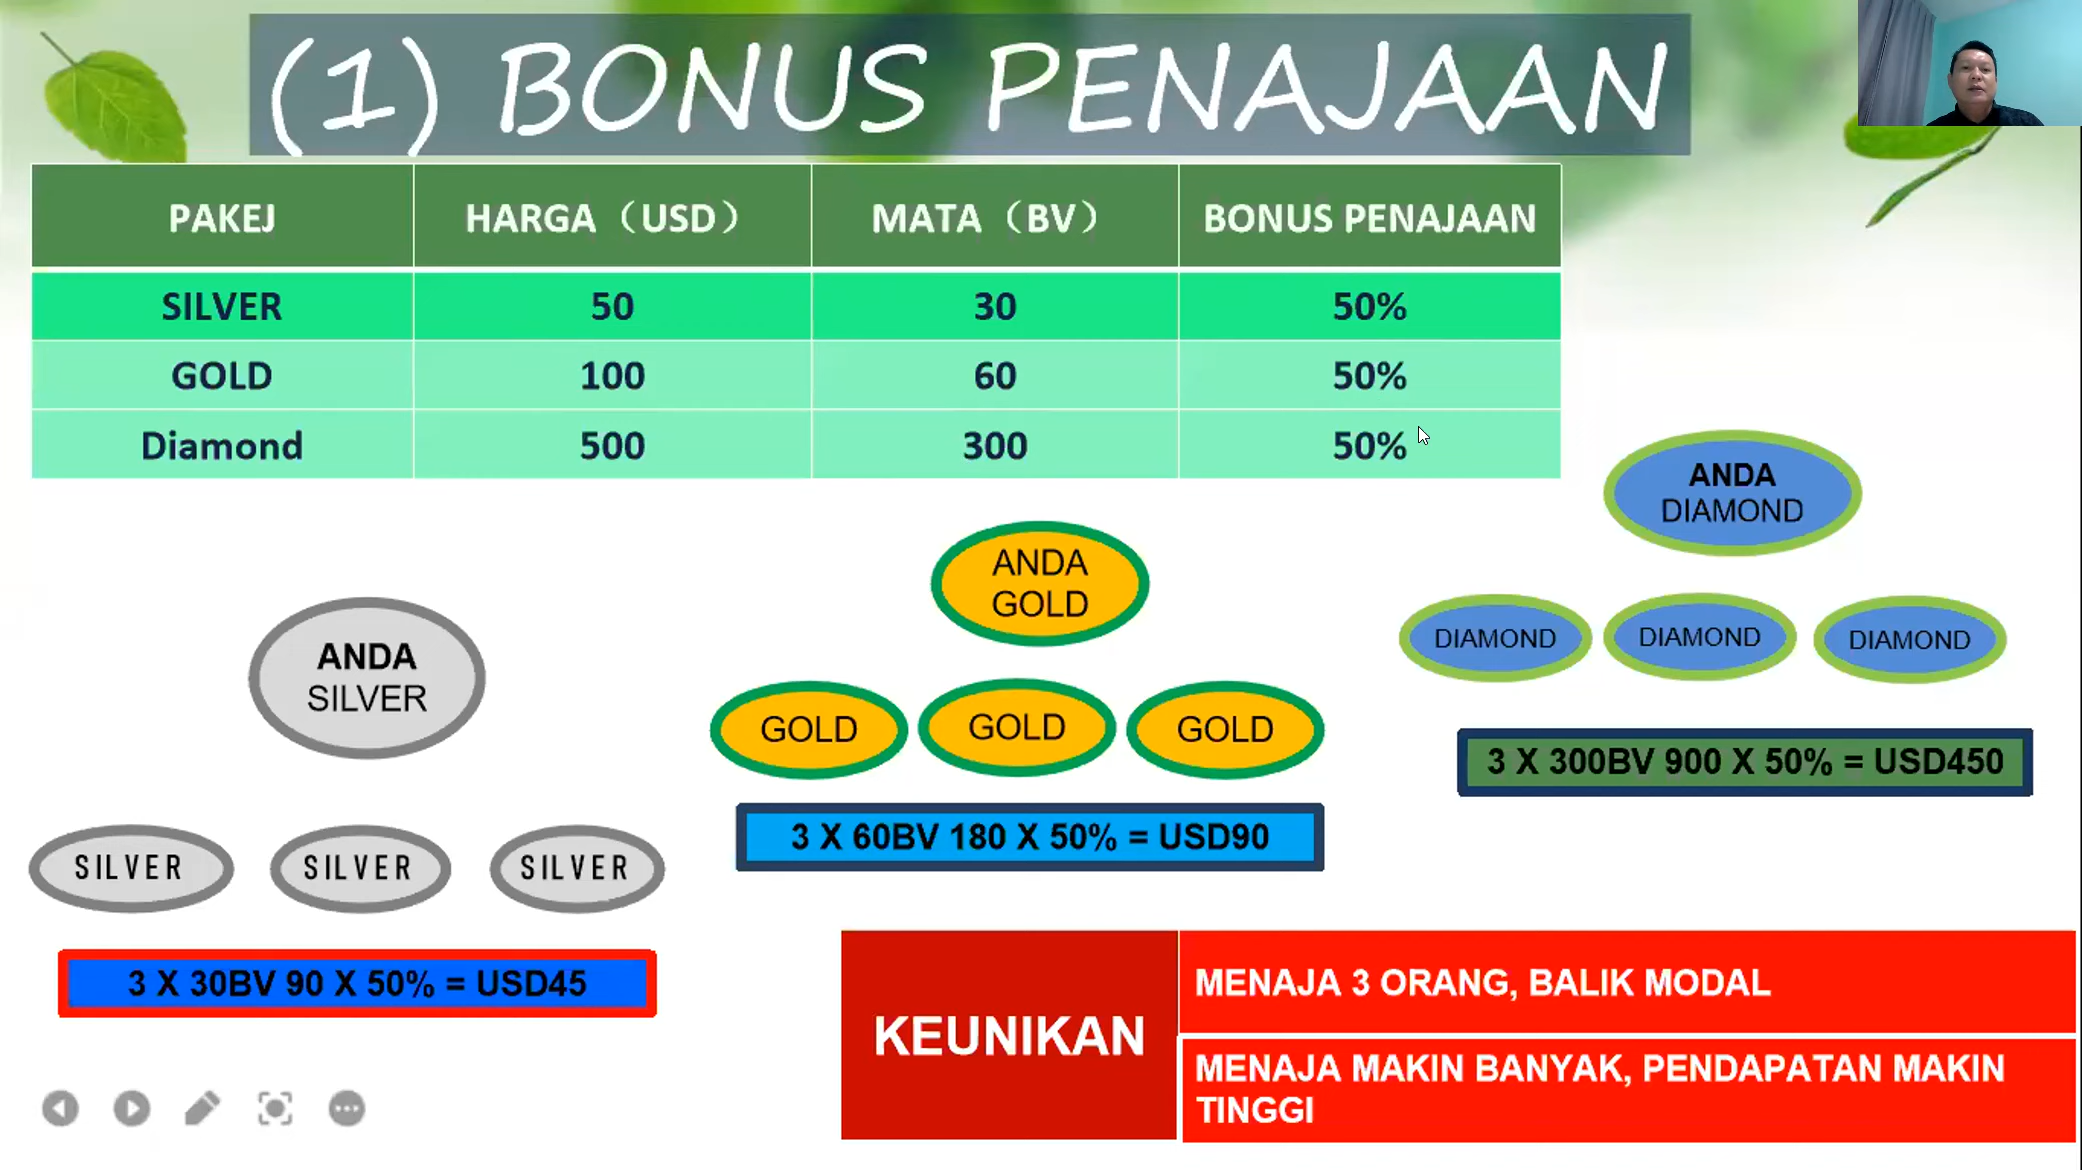 (1) BONUS PENAJAAN
PAKEJ HARGA（USD） MATA（BV） BONUS PENAJAAN
SILVER 50 30 50%
GOLD 100 60 50%
Diamond 500 300 50%
ANDA
DIAMOND
DIAMOND DIAMOND DIAMOND
3 X 300BV 900 X 50% = USD450
ANDA
GOLD
GOLD GOLD GOLD
3 X 60BV 180 X 50% = USD90
ANDA
SILVER
SILVER SILVER SILVER
3 X 30BV 90 X 50% = USD45
KEUNIKAN
MENAJA 3 ORANG, BALIK MODAL
MENAJA MAKIN BANYAK, PENDAPATAN MAKIN
TINGGI